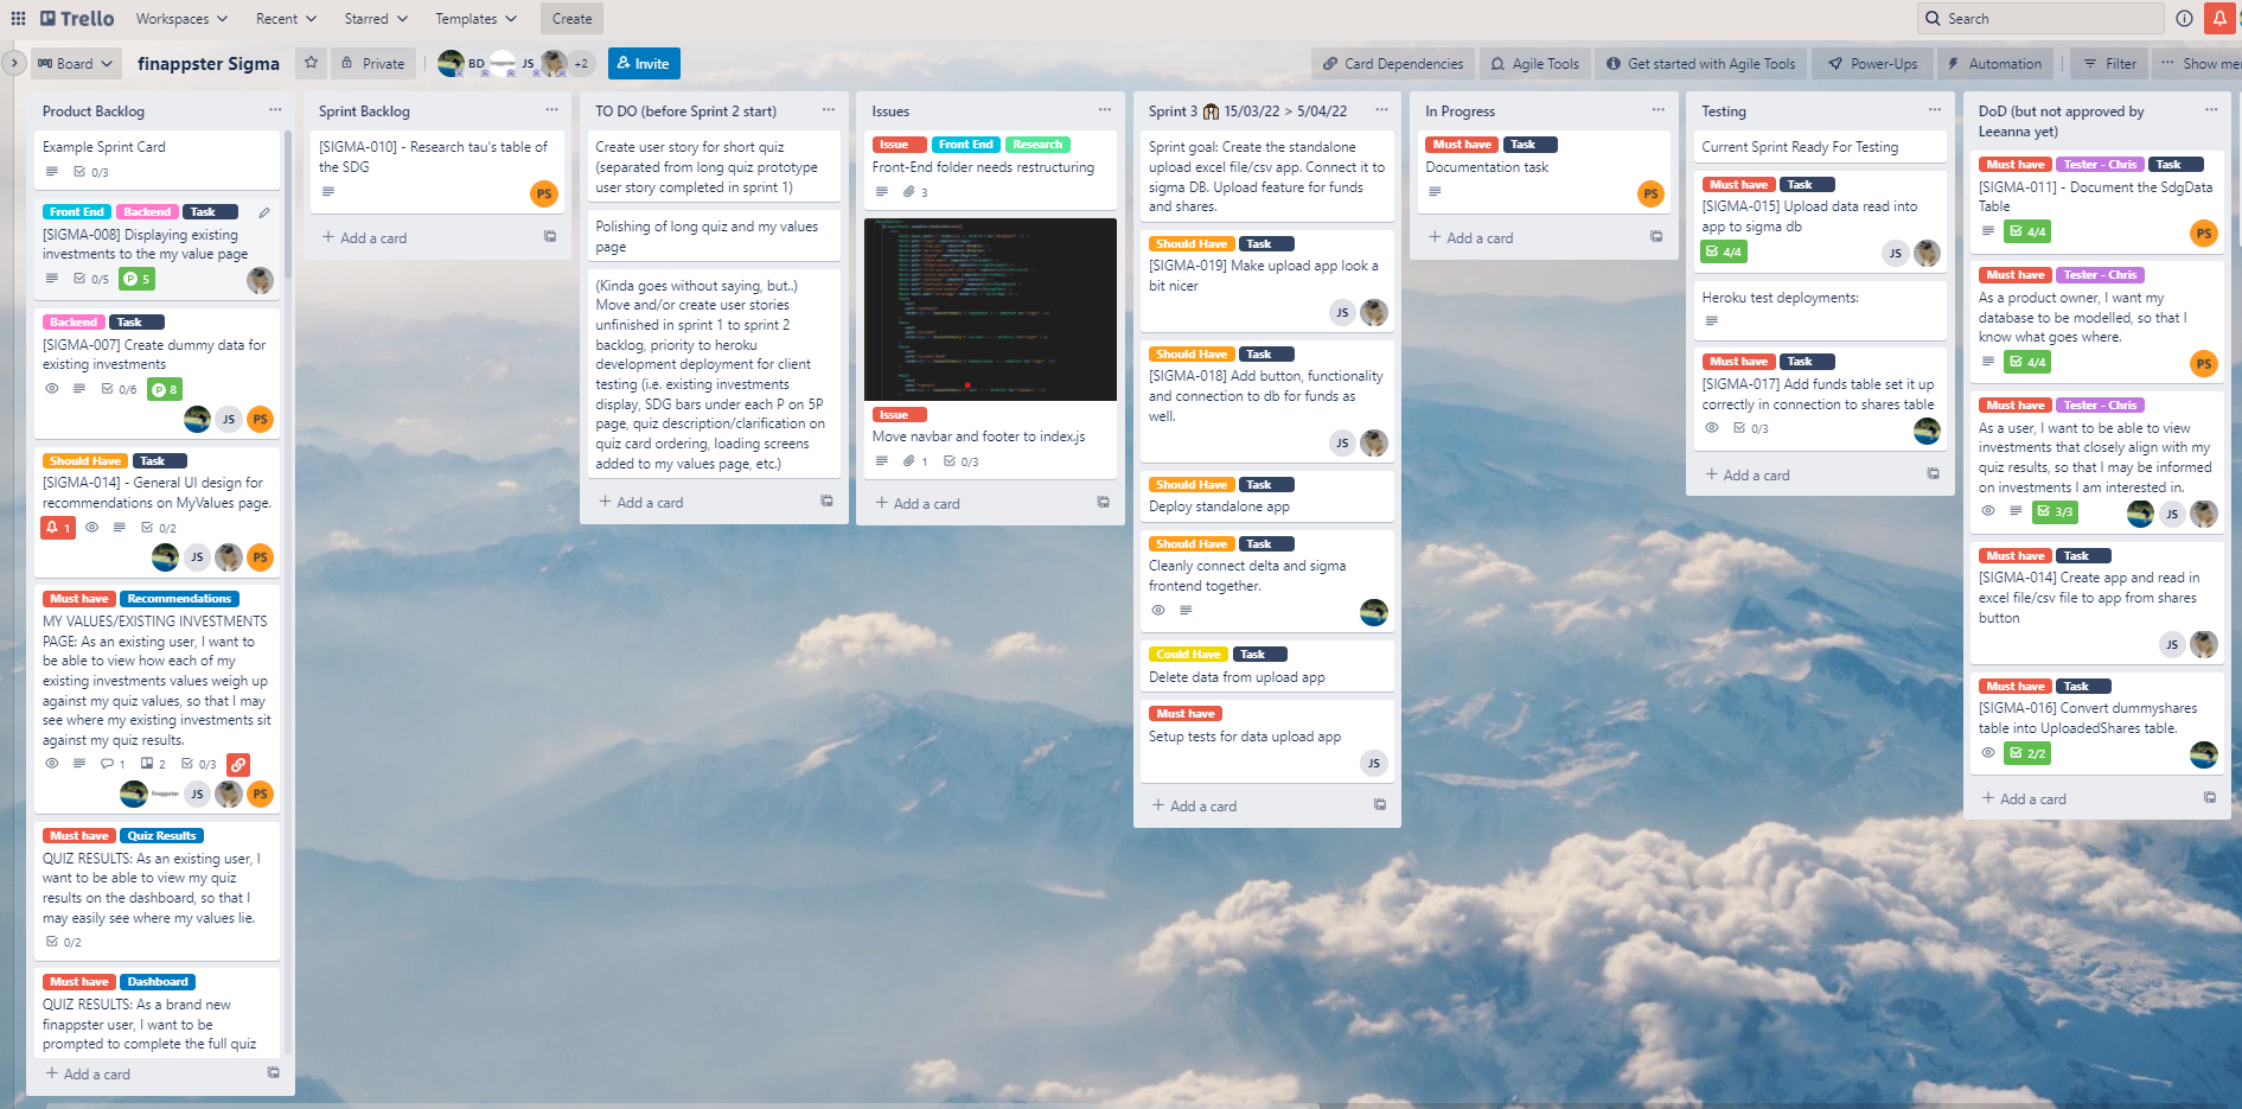 Trello
Workspaces
Recent
Starred
Templates
Create
Search
Board
finappster Sigma
Private
BD
JS
+2
Invite
Card Dependencies
Agile Tools
Get started with Agile Tools
Power-Ups
Automation
Filter
Show me
Product Backlog
Example Sprint Card
0/3
Front End Backend Task
[SIGMA-008] Displaying existing
investments to the my value page
0/5 P 5
Backend Task
[SIGMA-007] Create dummy data for
existing investments
0/6 P 8
JS PS
Should Have Task
[SIGMA-014] - General UI design for
recommendations on MyValues page.
1 0/2
JS PS
Must have Recommendations
MY VALUES/EXISTING INVESTMENTS
PAGE: As an existing user, I want to
be able to view how each of my
existing investments values weigh up
against my quiz values, so that I may
see where my existing investments sit
against my quiz results.
1 2 0/3
finappster JS PS
Must have Quiz Results
QUIZ RESULTS: As an existing user, I
want to be able to view my quiz
results on the dashboard, so that I
may easily see where my values lie.
0/2
Must have Dashboard
QUIZ RESULTS: As a brand new
finappster user, I want to be
prompted to complete the full quiz
+ Add a card
Sprint Backlog
[SIGMA-010] - Research tau's table of
the SDG
PS
+ Add a card
TO DO (before Sprint 2 start)
Create user story for short quiz
(separated from long quiz prototype
user story completed in sprint 1)
Polishing of long quiz and my values
page
(Kinda goes without saying, but..)
Move and/or create user stories
unfinished in sprint 1 to sprint 2
backlog, priority to heroku
development deployment for client
testing (i.e. existing investments
display, SDG bars under each P on 5P
page, quiz description/clarification on
quiz card ordering, loading screens
added to my values page, etc.)
+ Add a card
Issues
Issue Front End Research
Front-End folder needs restructuring
3
Issue
Move navbar and footer to index.js
1 0/3
+ Add a card
Sprint 3 15/03/22 > 5/04/22
Sprint goal: Create the standalone
upload excel file/csv app. Connect it to
sigma DB. Upload feature for funds
and shares.
Should Have Task
[SIGMA-019] Make upload app look a
bit nicer
JS
Should Have Task
[SIGMA-018] Add button, functionality
and connection to db for funds as
well.
JS
Should Have Task
Deploy standalone app
Should Have Task
Cleanly connect delta and sigma
frontend together.
Could Have Task
Delete data from upload app
Must have
Setup tests for data upload app
JS
+ Add a card
In Progress
Must have Task
Documentation task
PS
+ Add a card
Testing
Current Sprint Ready For Testing
Must have Task
[SIGMA-015] Upload data read into
app to sigma db
4/4
JS
Heroku test deployments:
Must have Task
[SIGMA-017] Add funds table set it up
correctly in connection to shares table
0/3
+ Add a card
DoD (but not approved by
Leeanna yet)
Must have Tester - Chris Task
[SIGMA-011] - Document the SdgData
Table
4/4
PS
Must have Tester - Chris
As a product owner, I want my
database to be modelled, so that I
know what goes where.
4/4
PS
Must have Tester - Chris
As a user, I want to be able to view
investments that closely align with my
quiz results, so that I may be informed
on investments I am interested in.
3/3
JS
Must have Task
[SIGMA-014] Create app and read in
excel file/csv file to app from shares
button
JS
Must have Task
[SIGMA-016] Convert dummyshares
table into UploadedShares table.
2/2
+ Add a card